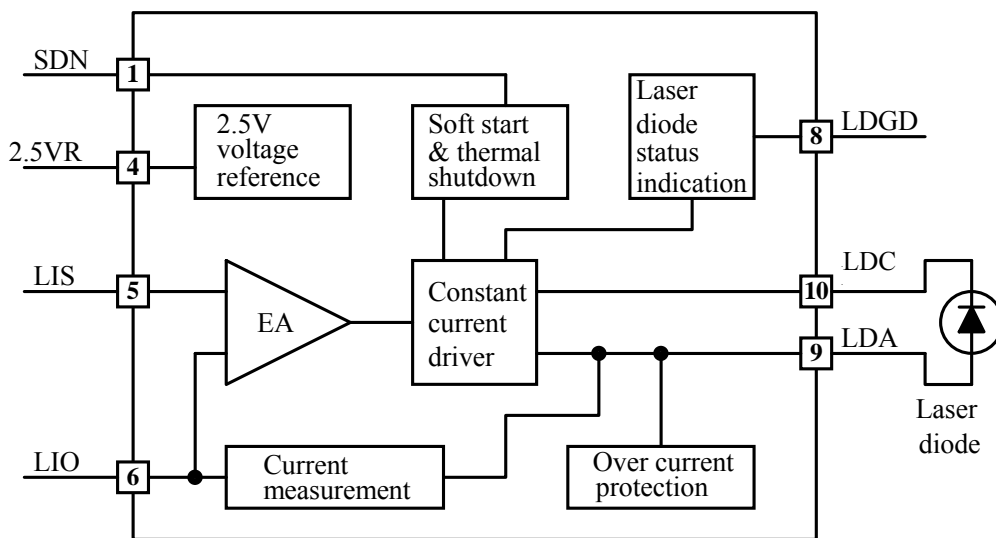 SDN
1
2.5VR
4
2.5V
voltage
reference
Soft start
& thermal
shutdown
Laser
diode
status
indication
8
LDGD
LIS
5
EA
Constant
current
driver
10
LDC
9
LDA
Laser
diode
LIO
6
Current
measurement
Over current
protection